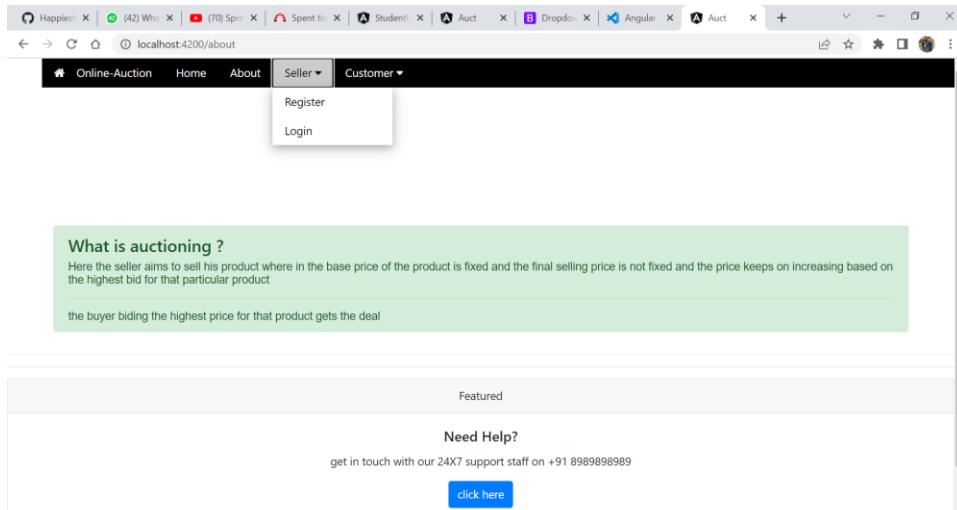 Happiest
(42) Wha
(70) Spri
Spent tim
StudentL
Auct
B Dropdov
Angular
Auct
localhost:4200/about
Online-Auction Home About Seller Customer
Register
Login
What is auctioning ?
Here the seller aims to sell his product where in the base price of the product is fixed and the final selling price is not fixed and the price keeps on increasing based on
the highest bid for that particular product
the buyer biding the highest price for that product gets the deal
Featured
Need Help?
get in touch with our 24X7 support staff on +91 8989898989
click here